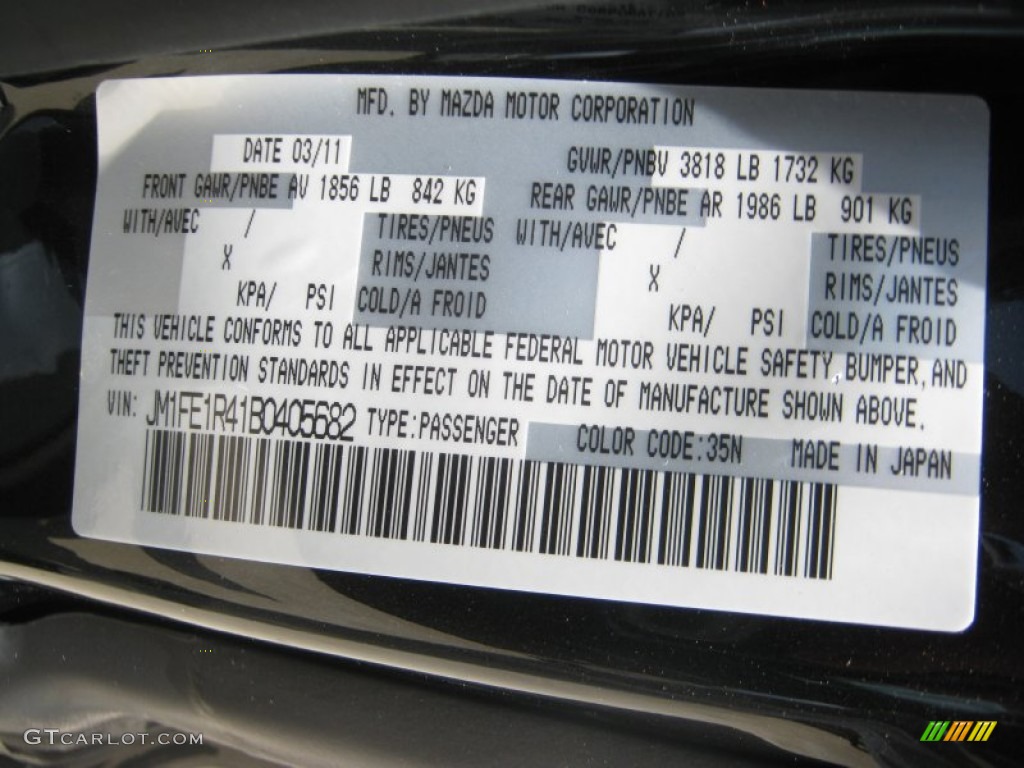 MFD. BY MAZDA MOTOR CORPORATION
DATE 03/11 GVWR/PNBV 3818 LB 1732 KG
FRONT GAWR/PNBE AV 1856 LB 842 KG REAR GAWR/PNBE AR 1986 LB 901 KG
WITH/AVEC / TIRES/PNEUS WITH/AVEC / TIRES/PNEUS
X RIMS/JANTES X RIMS/JANTES
KPA/ PSI COLD/A FROID KPA/ PSI COLD/A FROID
THIS VEHICLE CONFORMS TO ALL APPLICABLE FEDERAL MOTOR VEHICLE SAFETY, BUMPER, AND
THEFT PREVENTION STANDARDS IN EFFECT ON THE DATE OF MANUFACTURE SHOWN ABOVE.
VIN: JM1FE1R41B0405682 TYPE:PASSENGER COLOR CODE:35N MADE IN JAPAN
GTCARLOT.COM